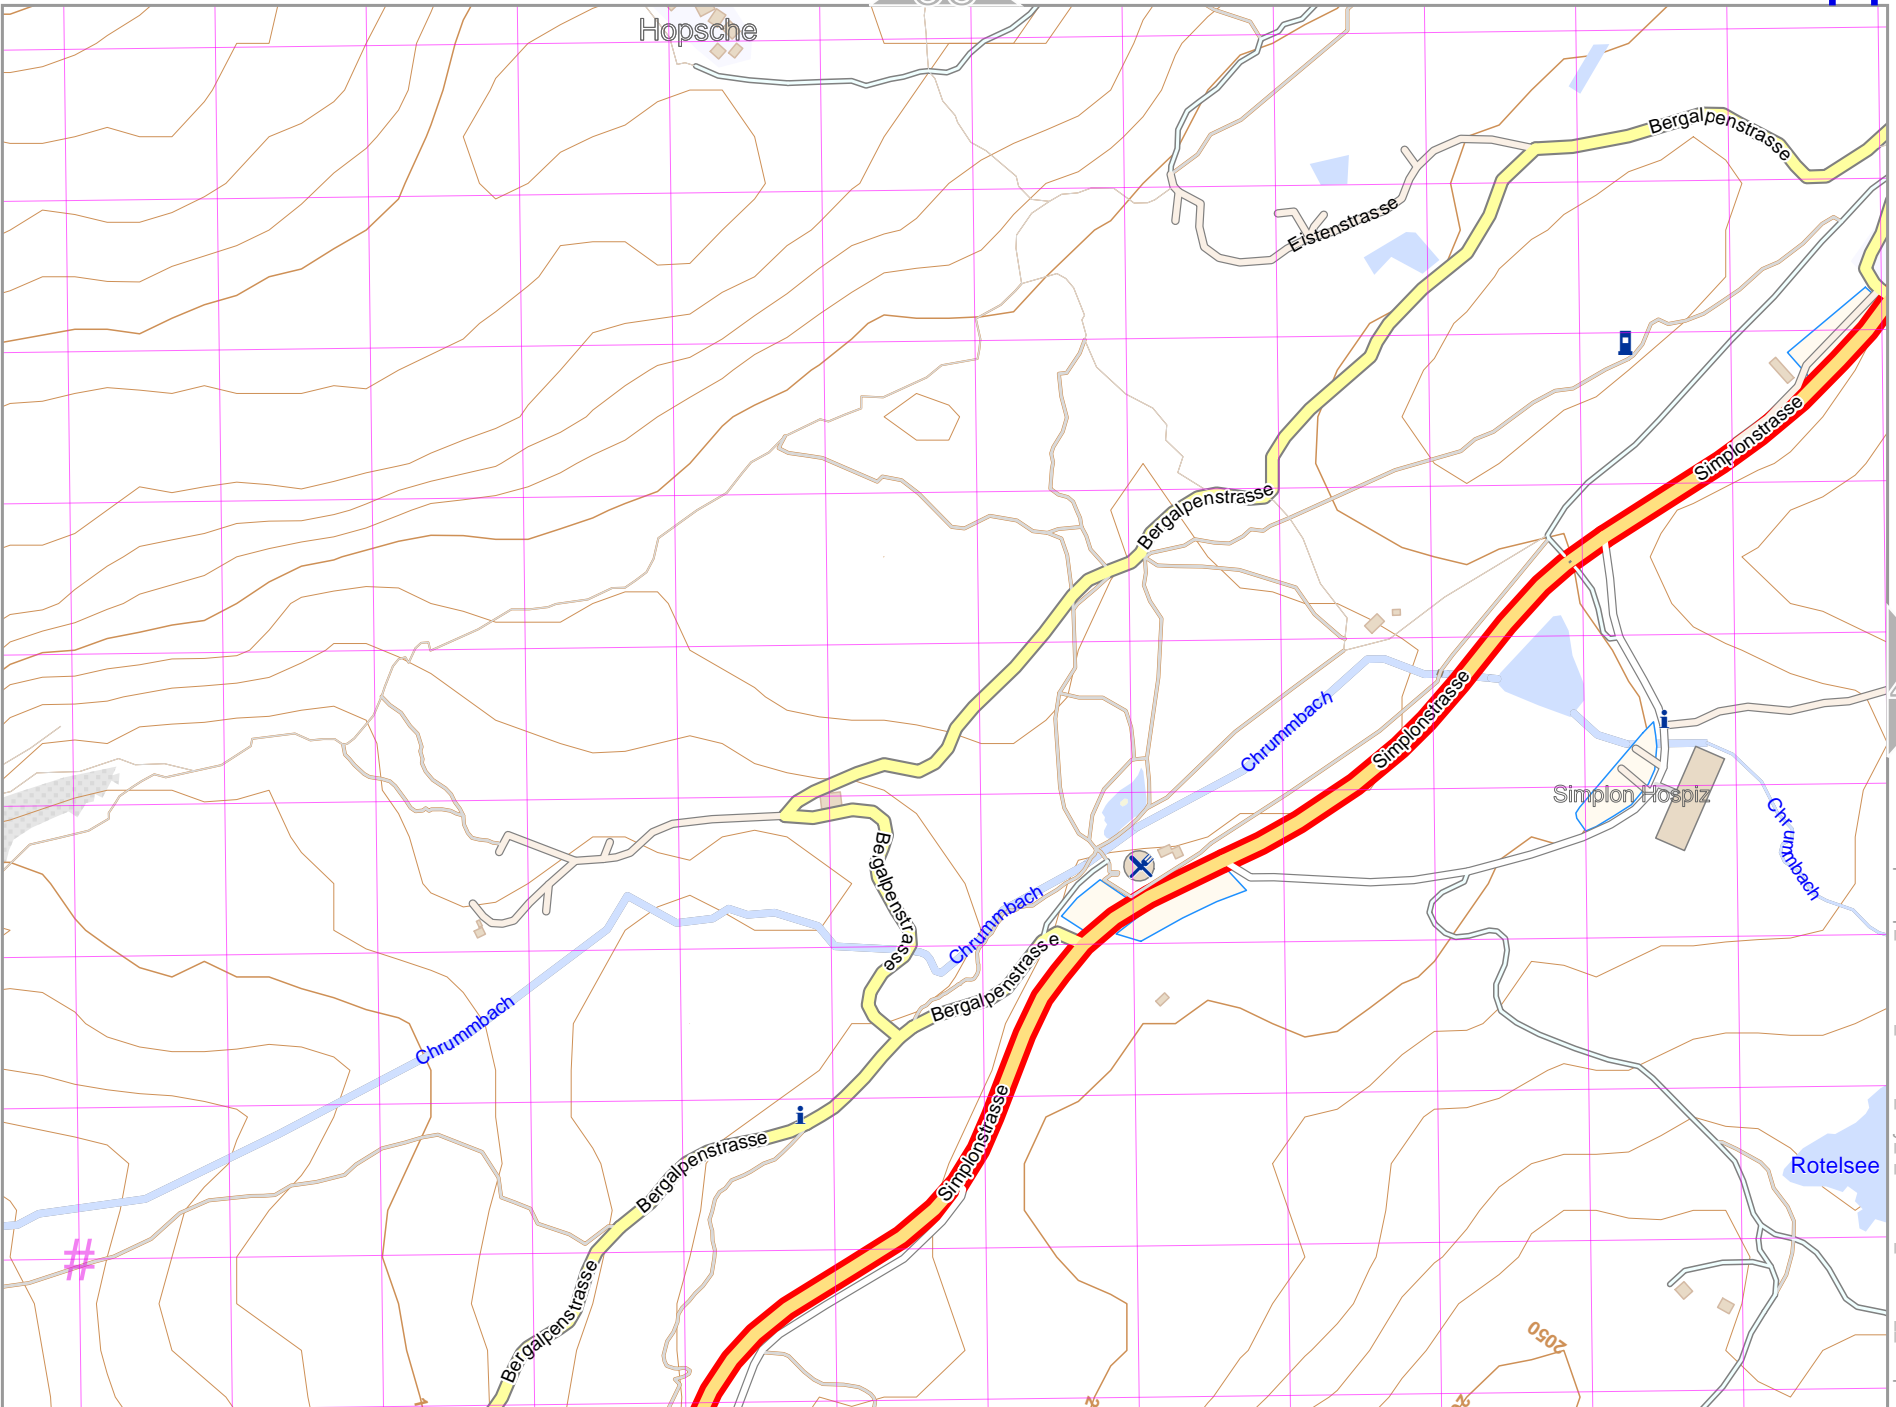 Hopsche
Bergalpenstrasse
Eistenstrasse
Simplonstrasse
Bergalpenstrasse
Chrummbach
Simplonstrasse
i
Simplon Hospiz
Chrummbach
Bergalpenstrasse
Chrummbach
Bergalpenstrasse
Chrummbach
i
Bergalpenstrasse
Simplonstrasse
Rotelsee
#
Bergalpenstrasse
2050